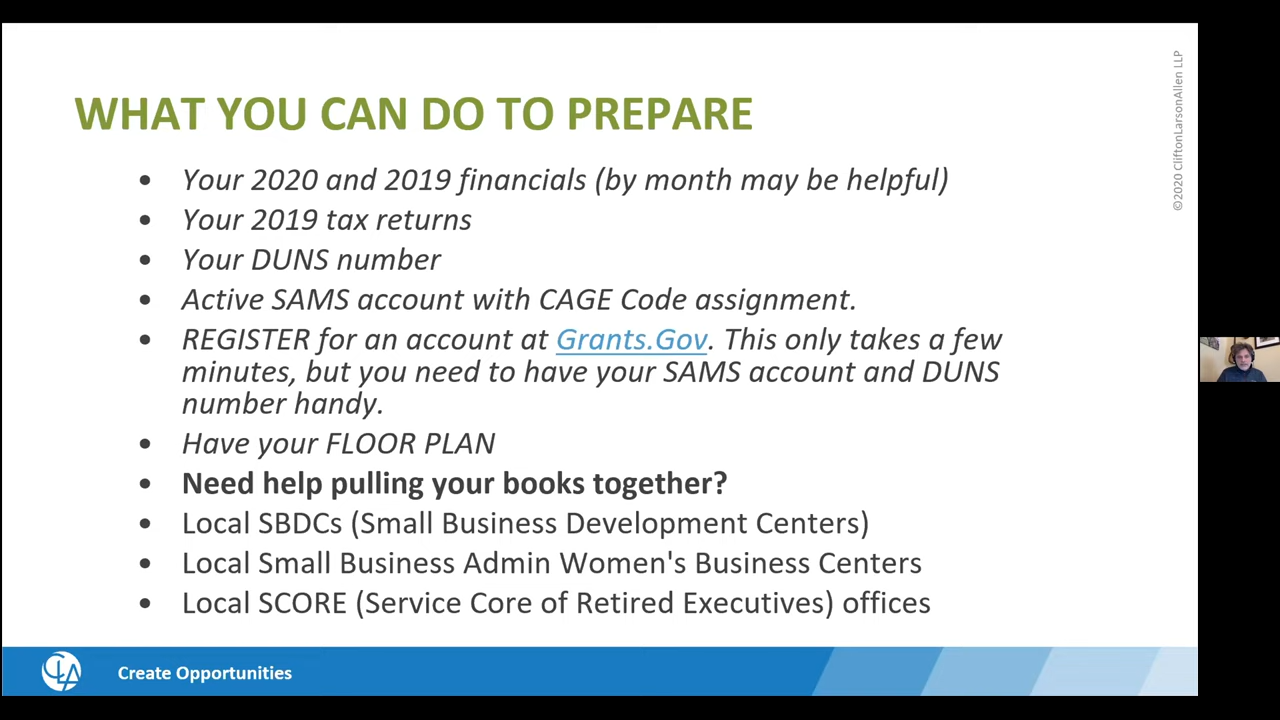 WHAT YOU CAN DO TO PREPARE
• Your 2020 and 2019 financials (by month may be helpful)
• Your 2019 tax returns
• Your DUNS number
• Active SAMS account with CAGE Code assignment.
• REGISTER for an account at Grants.Gov. This only takes a few
minutes, but you need to have your SAMS account and DUNS
number handy.
• Have your FLOOR PLAN
• Need help pulling your books together?
• Local SBDCs (Small Business Development Centers)
• Local Small Business Admin Women's Business Centers
• Local SCORE (Service Core of Retired Executives) offices
©2020 CliftonLarsonAllen LLP
CLA
Create Opportunities